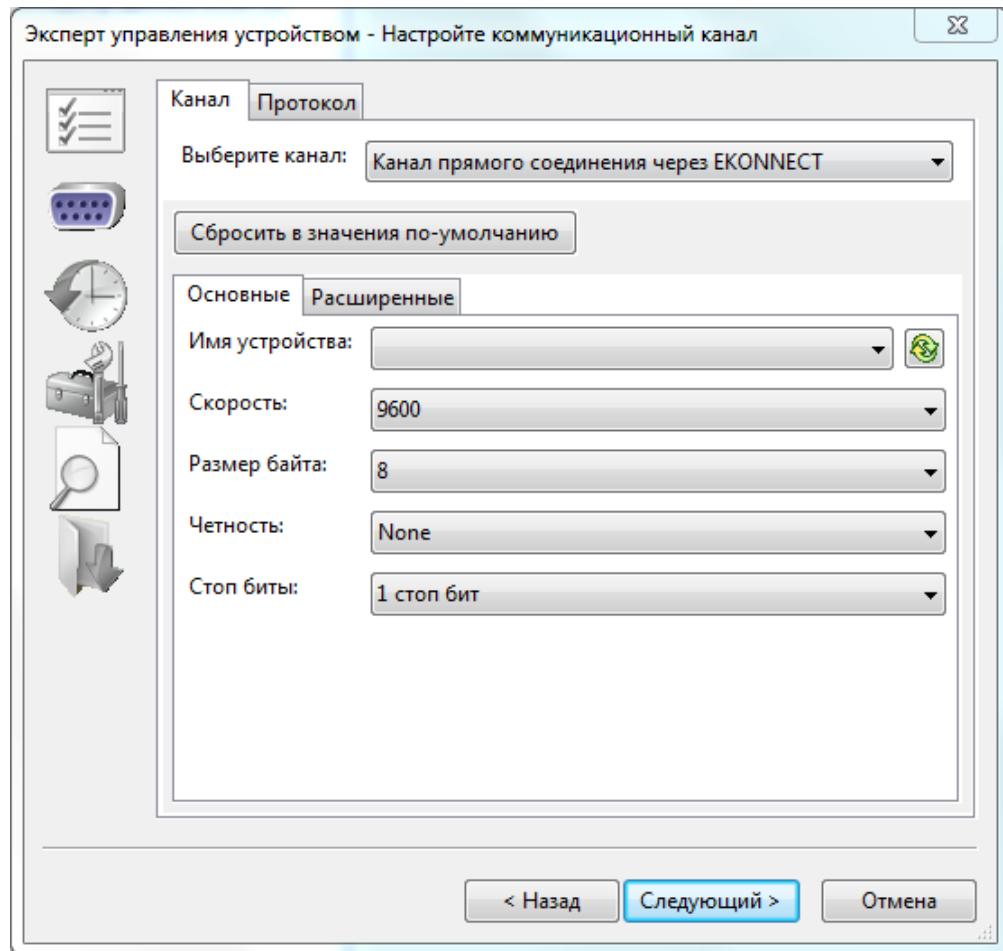 Эксперт управления устройством - Настройте коммуникационный канал
Канал Протокол
Выберите канал: Канал прямого соединения через EKONNECT
Сбросить в значения по-умолчанию
Основные Расширенные
Имя устройства:
Скорость: 9600
Размер байта: 8
Четность: None
Стоп биты: 1 стоп бит
< Назад Следующий > Отмена